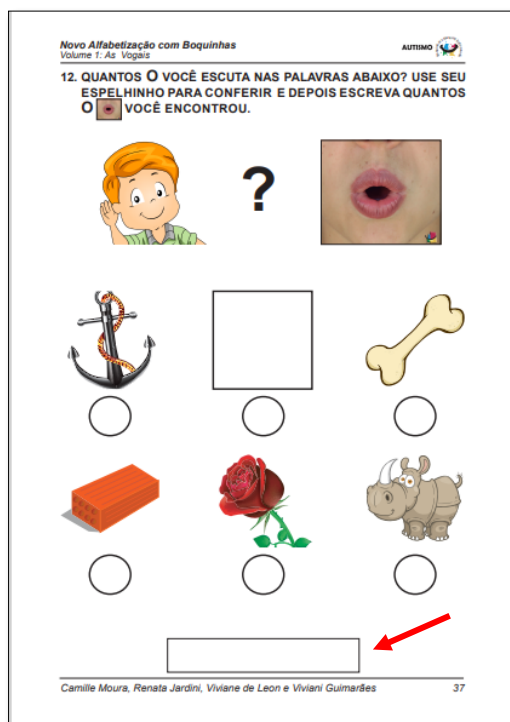 Novo Alfabetização com Boquinhas
Volume 1: As Vogais
AUTISMO
12. QUANTOS O VOCÊ ESCUTA NAS PALAVRAS ABAIXO? USE SEU
ESPELHINHO PARA CONFERIR E DEPOIS ESCREVA QUANTOS
O VOCÊ ENCONTROU.
?
Camille Moura, Renata Jardini, Viviane de Leon e Viviani Guimarães 37